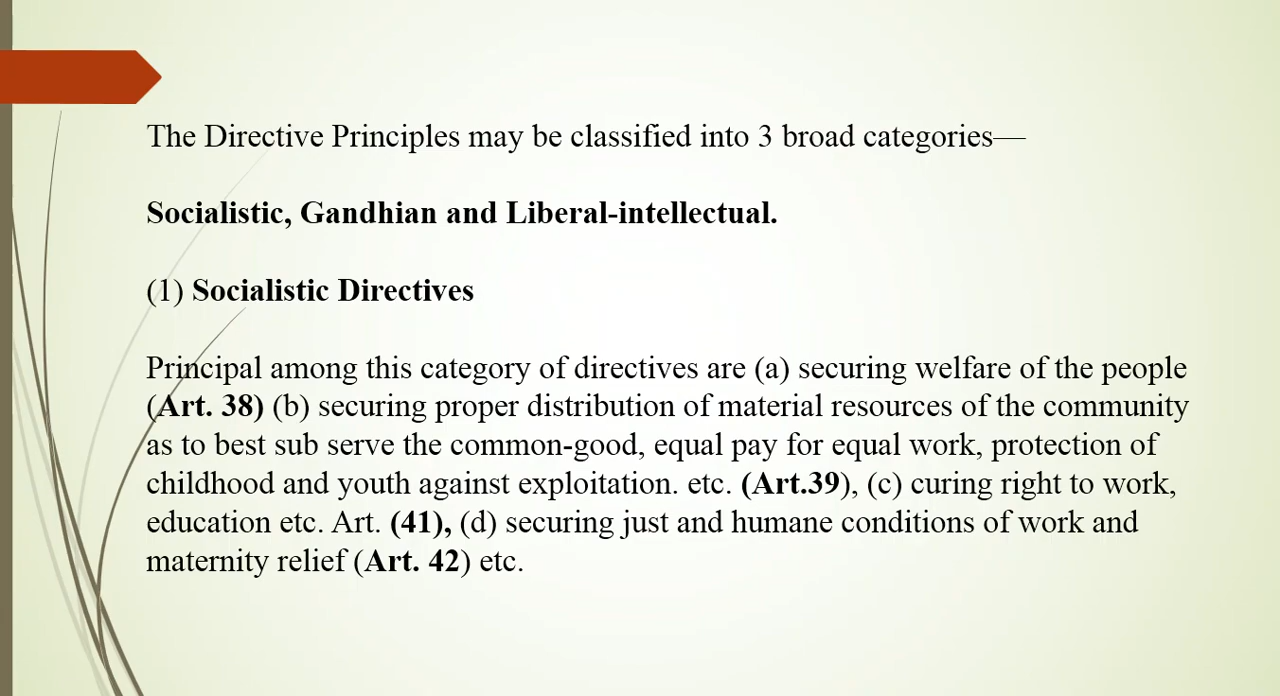 The Directive Principles may be classified into 3 broad categories—
Socialistic, Gandhian and Liberal-intellectual.
(1) Socialistic Directives
Principal among this category of directives are (a) securing welfare of the people
(Art. 38) (b) securing proper distribution of material resources of the community
as to best sub serve the common-good, equal pay for equal work, protection of
childhood and youth against exploitation. etc. (Art.39), (c) curing right to work,
education etc. Art. (41), (d) securing just and humane conditions of work and
maternity relief (Art. 42) etc.